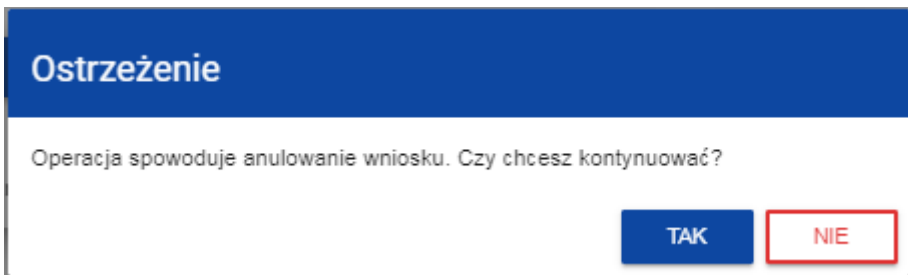 Ostrzeżenie
Operacja spowoduje anulowanie wniosku. Czy chcesz kontynuować?
TAK NIE